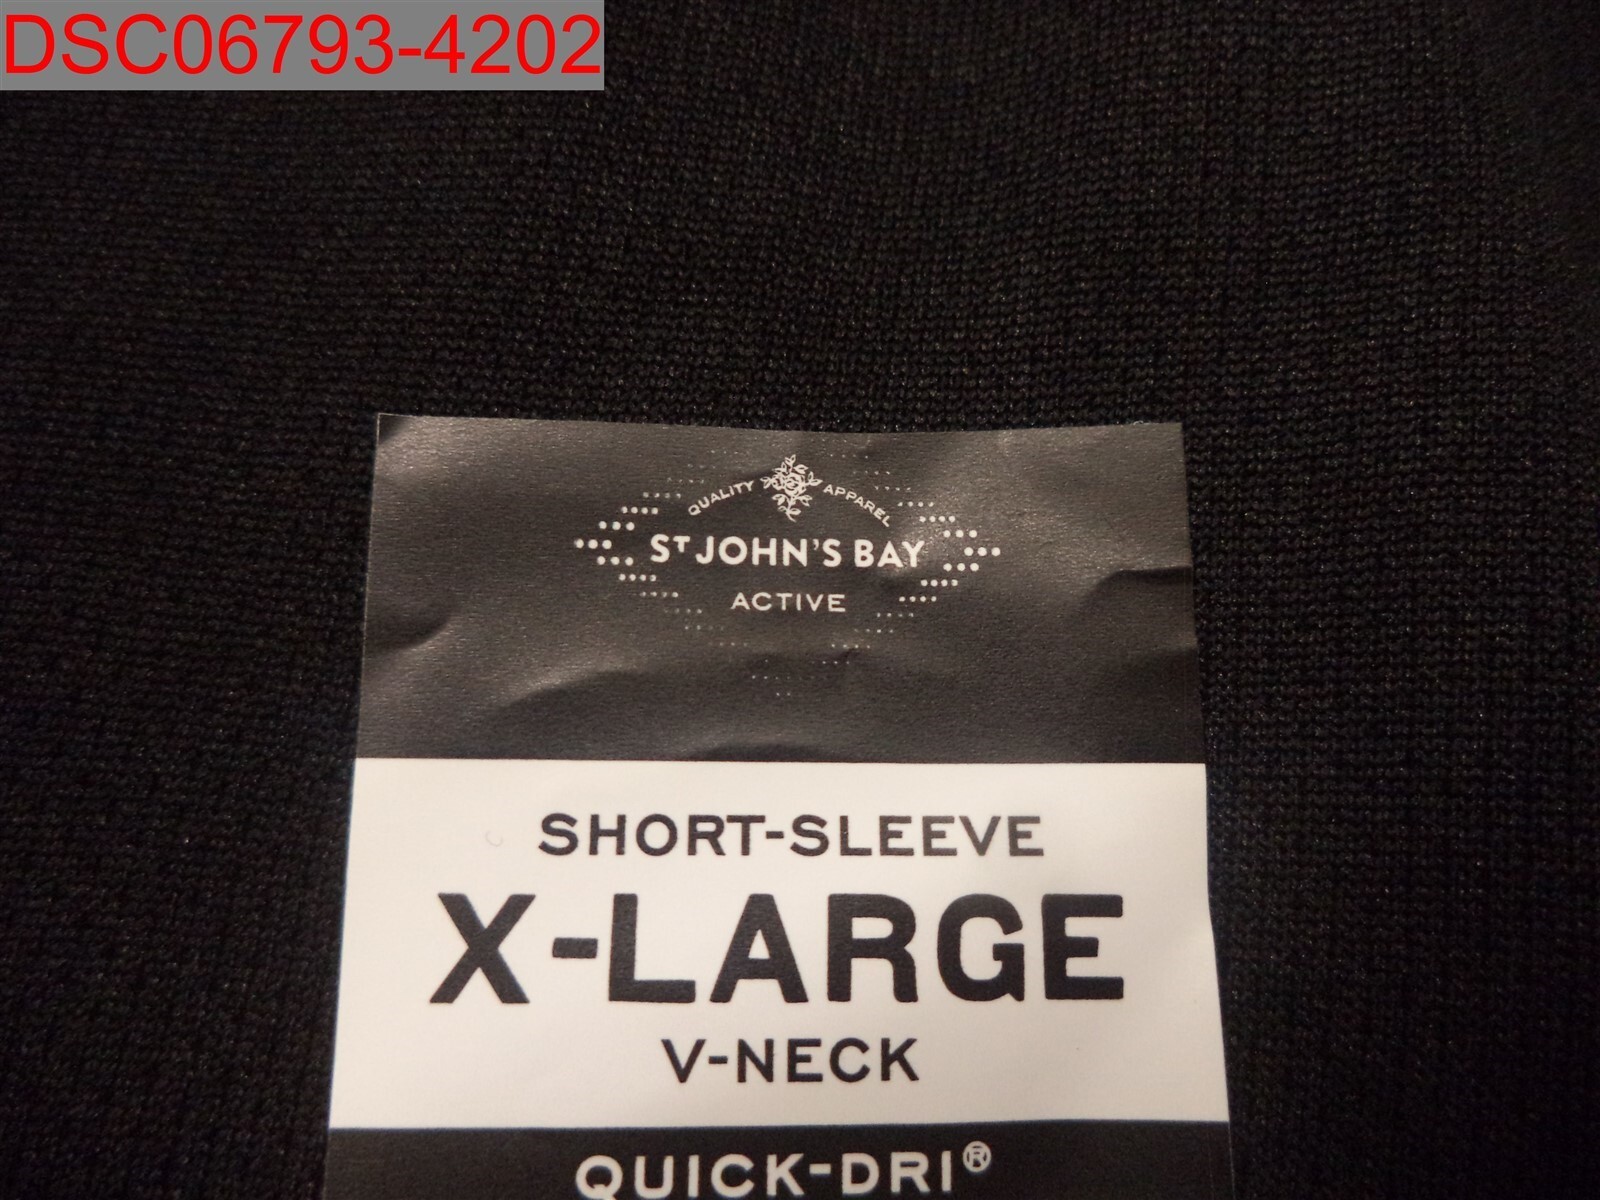 DSC06793-4202
QUALITY APPAREL
ST JOHN'S BAY
ACTIVE
SHORT-SLEEVE
X-LARGE
V-NECK
QUICK-DRI®